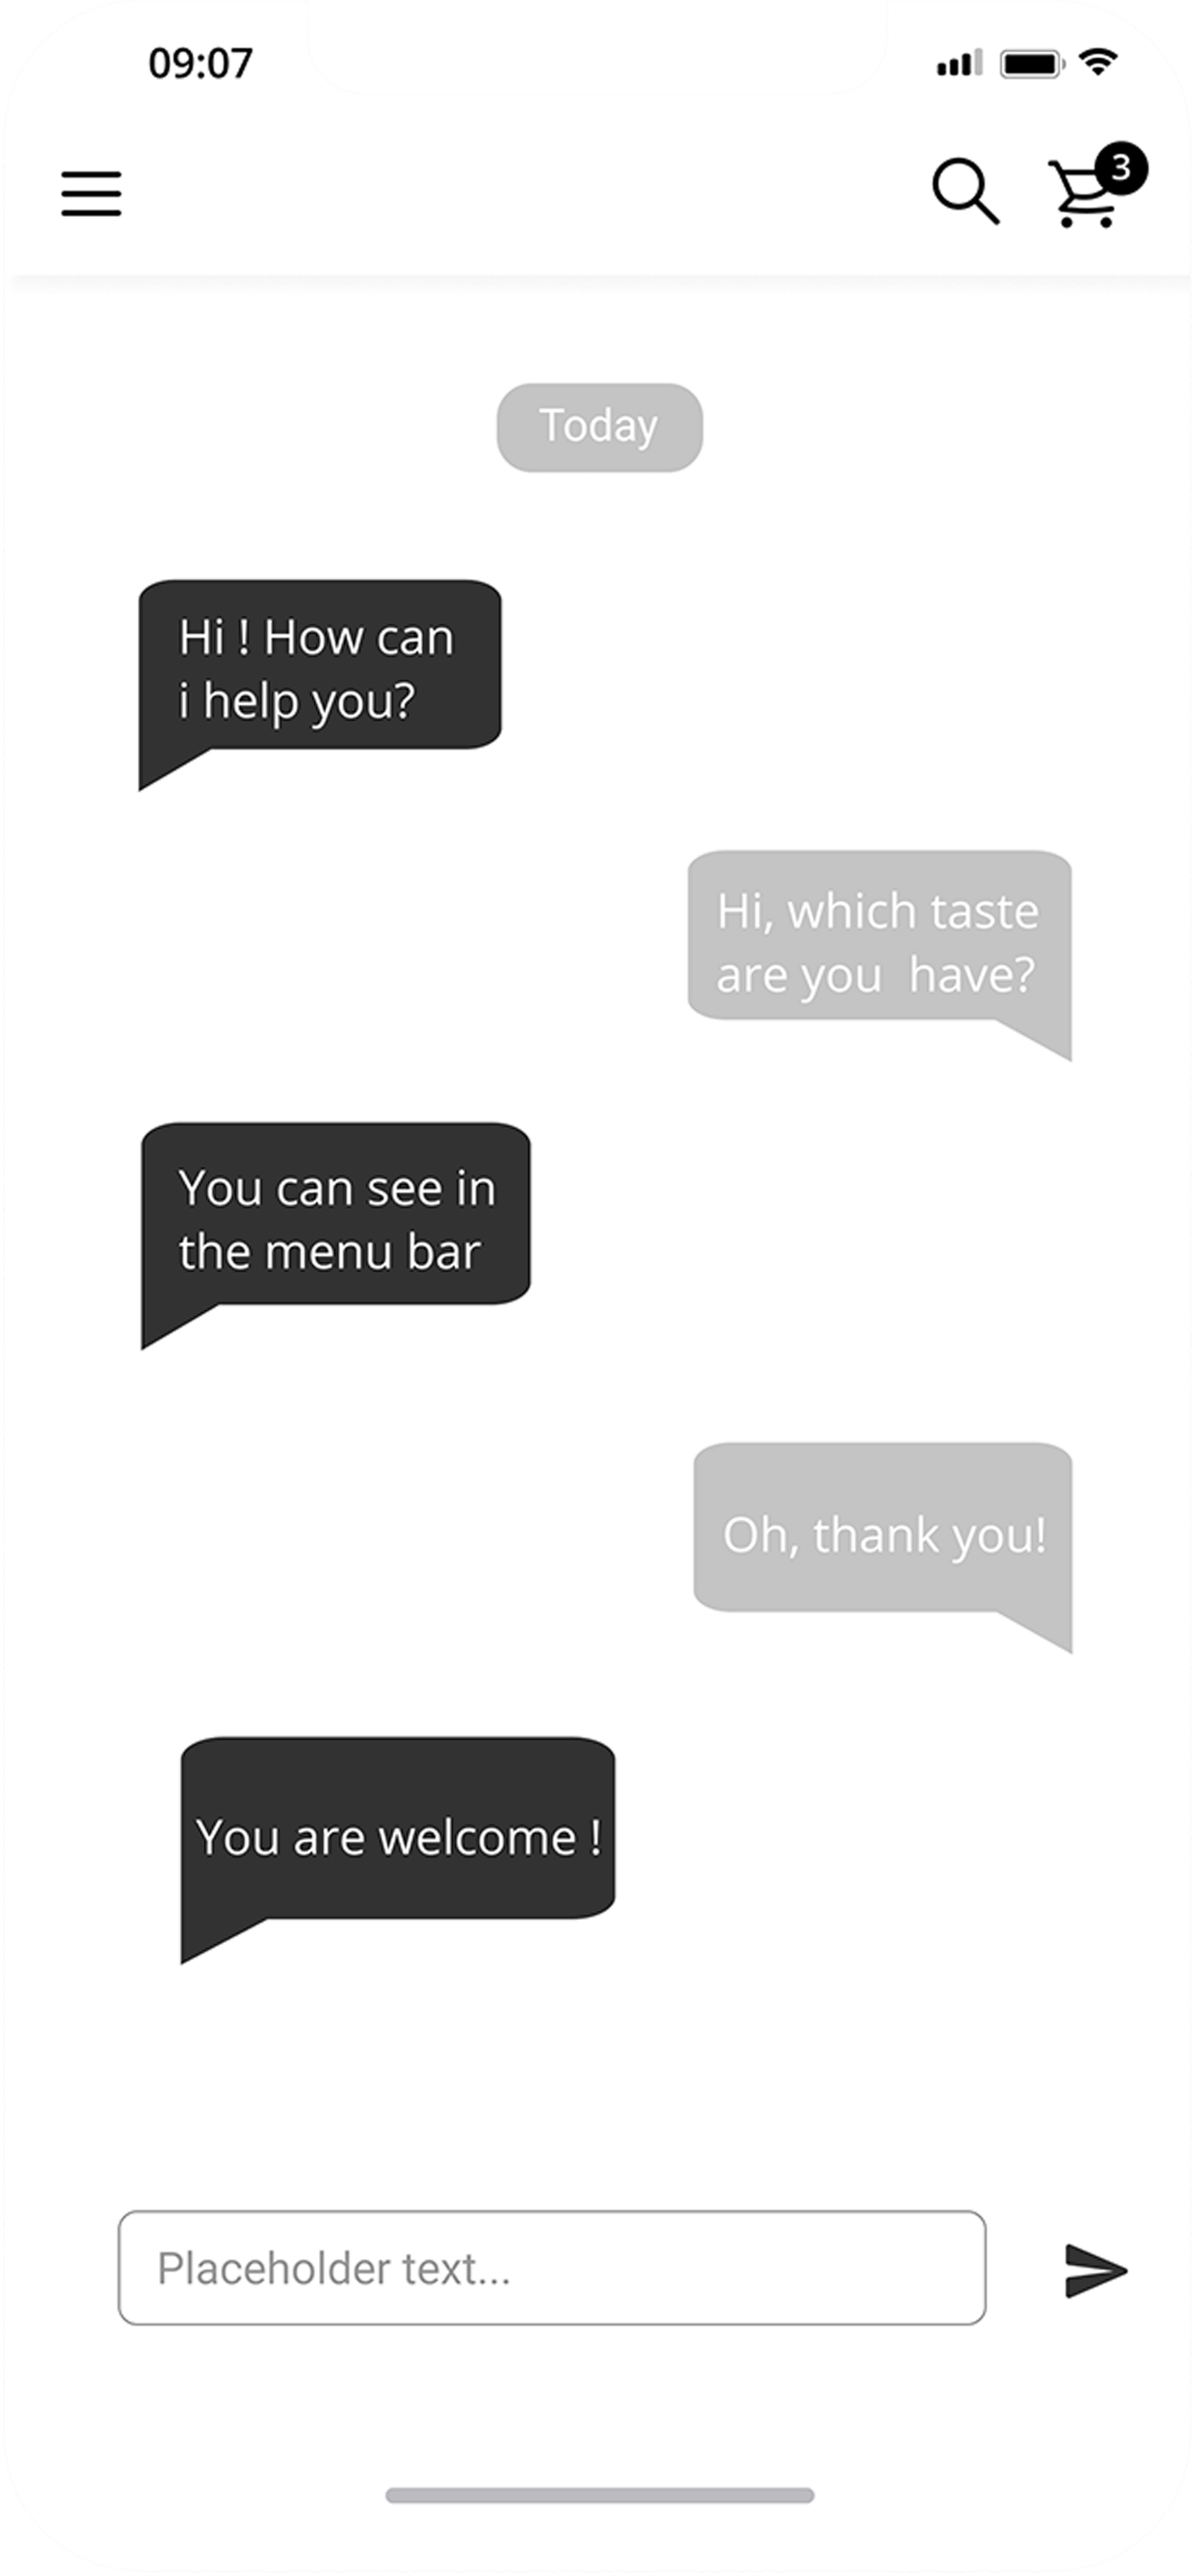 09:07
3
Today
Hi ! How can
i help you?
Hi, which taste
are you  have?
You can see in
the menu bar
Oh, thank you!
You are welcome !
Placeholder text...